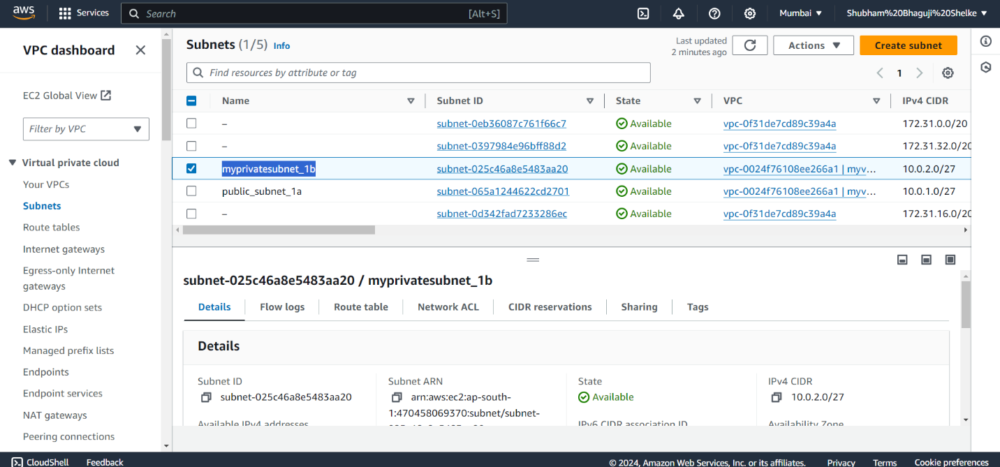 aws Services Search [Alt+S] Mumbai ▼ Shubham%20Bhaguji%20Shelke ▼
VPC dashboard
EC2 Global View
Filter by VPC
Virtual private cloud
Your VPCs
Subnets
Route tables
Internet gateways
Egress-only Internet
gateways
DHCP option sets
Elastic IPs
Managed prefix lists
Endpoints
Endpoint services
NAT gateways
Peering connections
Subnets (1/5) Info
Last updated
2 minutes ago
Actions ▼ Create subnet
Find resources by attribute or tag
1
Name Subnet ID State VPC IPv4 CIDR
– subnet-0eb36087c761f66c7 Available vpc-0f31de7cd89c39a4a 172.31.0.0/20
– subnet-0397984e96bff88d2 Available vpc-0f31de7cd89c39a4a 172.31.32.0/20
myprivatesubnet_1b subnet-025c46a8e5483aa20 Available vpc-0024f76108ee266a1 | myv… 10.0.2.0/27
public_subnet_1a subnet-065a1244622cd2701 Available vpc-0024f76108ee266a1 | myv… 10.0.1.0/27
– subnet-0d342fad7233286ec Available vpc-0f31de7cd89c39a4a 172.31.16.0/20
subnet-025c46a8e5483aa20 / myprivatesubnet_1b
Details Flow logs Route table Network ACL CIDR reservations Sharing Tags
Details
Subnet ID
subnet-025c46a8e5483aa20
Subnet ARN
arn:aws:ec2:ap-south-
1:470458069370:subnet/subnet-
State
Available
IPv4 CIDR
10.0.2.0/27
Available IPv4 addresses
IPv6 CIDR association ID
Availability Zone
CloudShell Feedback © 2024, Amazon Web Services, Inc. or its affiliates. Privacy Terms Cookie preferences